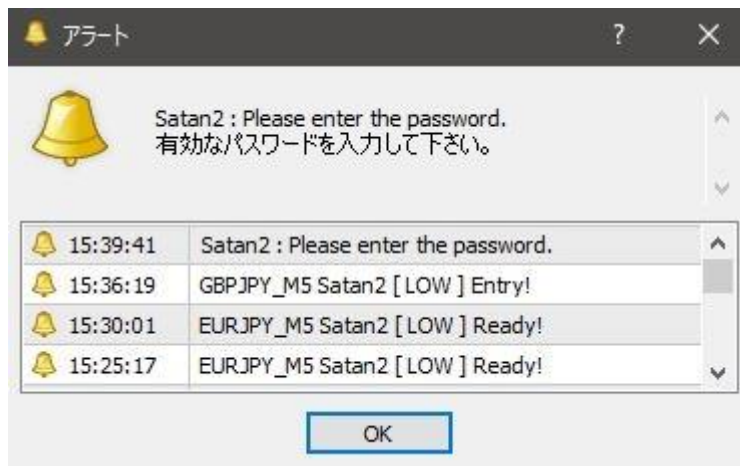 アラート
Satan2 : Please enter the password.
有効なパスワードを入力して下さい。
15:39:41 Satan2 : Please enter the password.
15:36:19 GBPJPY_M5 Satan2 [ LOW ] Entry!
15:30:01 EURJPY_M5 Satan2 [ LOW ] Ready!
15:25:17 EURJPY_M5 Satan2 [ LOW ] Ready!
OK